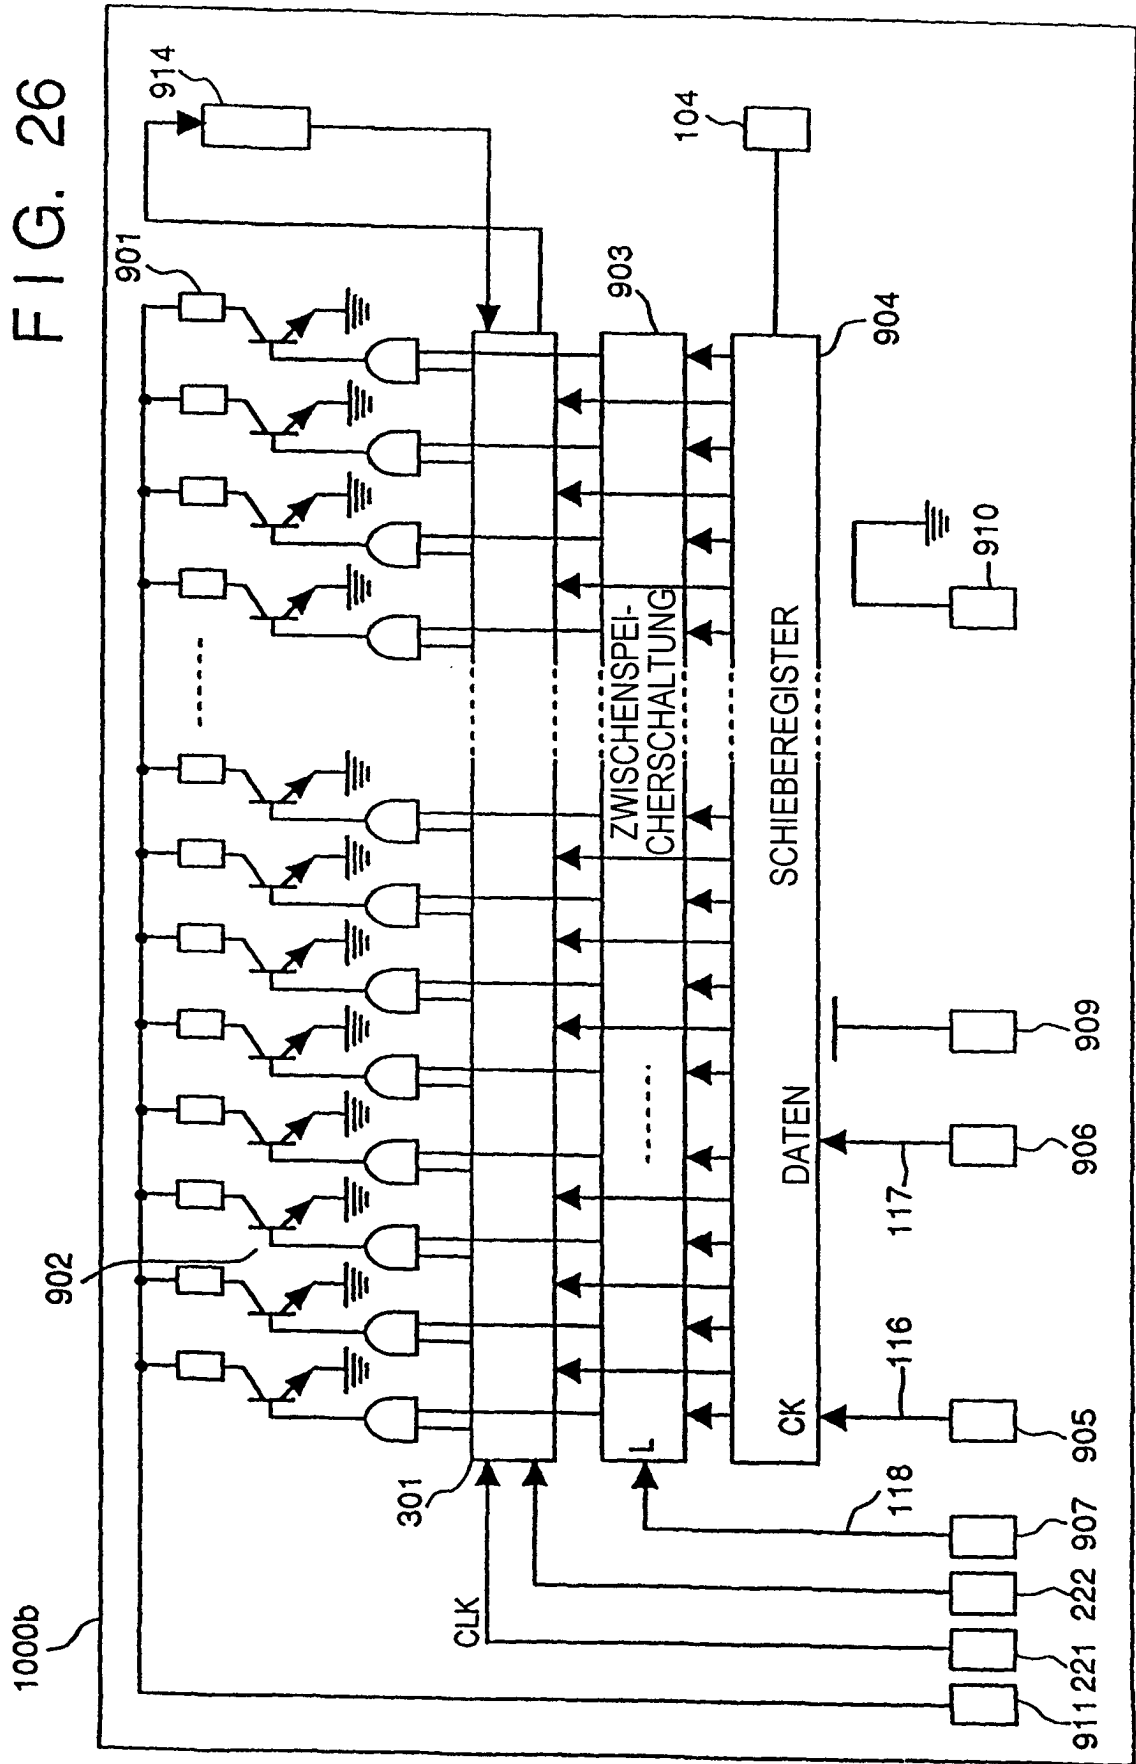 FIG. 26
1000b
914
901
902
104
301
903
904
CLK
L
ZWISCHENSPEI-
CHERSCHALTUNG
SCHIEBEREGISTER
CK
DATEN
118
116
117
911
221
222
907
905
906
909
910